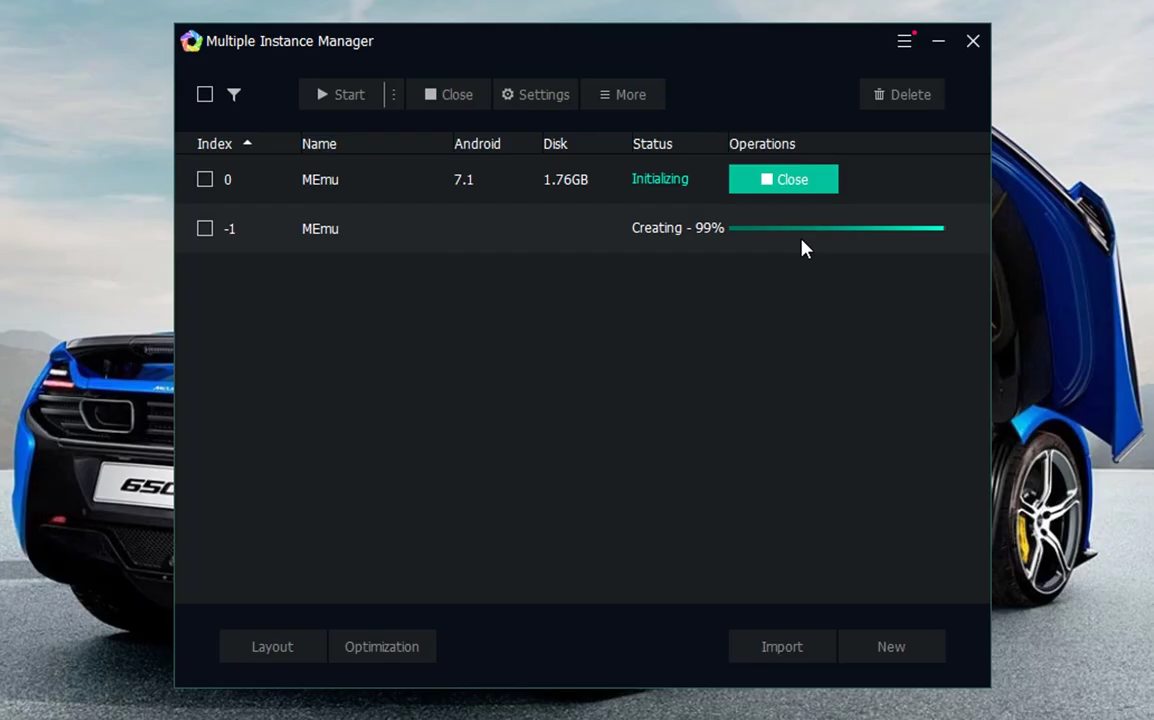 Multiple Instance Manager
Start
Close
Settings
More
Delete
Index Name Android Disk Status Operations
0 MEmu 7.1 1.76GB Initializing Close
-1 MEmu Creating - 99%
650
Layout Optimization Import New